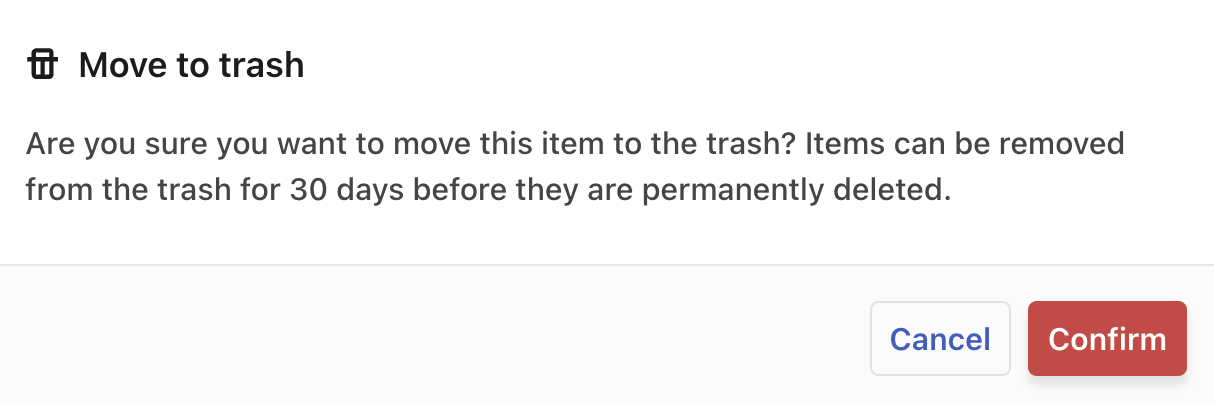 Move to trash
Are you sure you want to move this item to the trash? Items can be removed
from the trash for 30 days before they are permanently deleted.
Cancel
Confirm